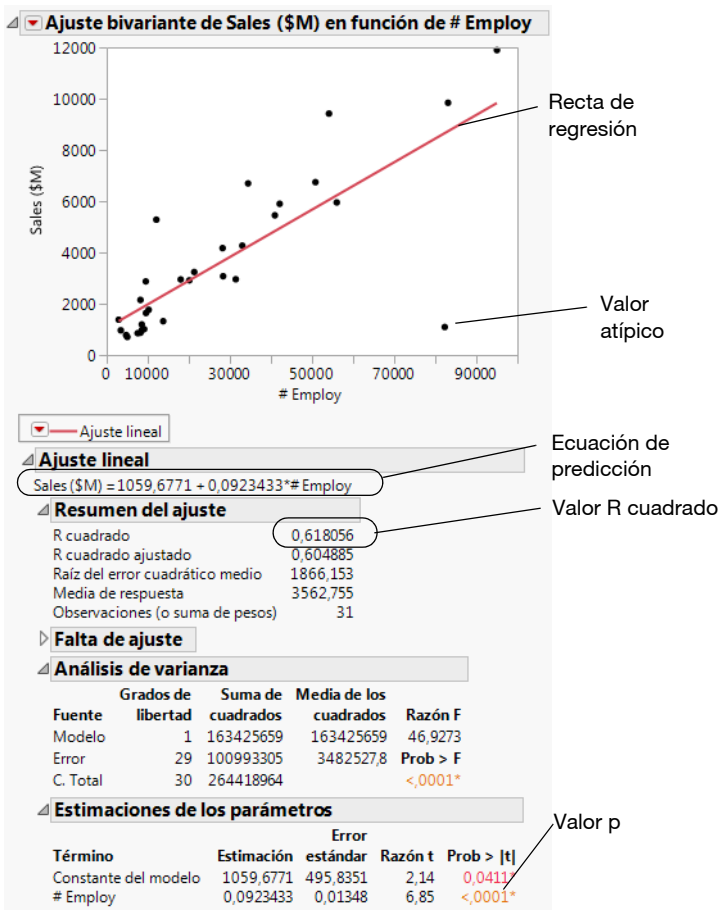 Ajuste bivariante de Sales ($M) en función de # Employ
12000
10000
8000
6000
4000
2000
0
Sales ($M)
0 10000 30000 50000 70000 90000
# Employ
Recta de
regresión
Valor
atípico
Ajuste lineal
Ajuste lineal
Ecuación de
predicción
Sales ($M) = 1059,6771 + 0,0923433*# Employ
Resumen del ajuste
Valor R cuadrado
R cuadrado 0,618056
R cuadrado ajustado 0,604885
Raíz del error cuadrático medio 1866,153
Media de respuesta 3562,755
Observaciones (o suma de pesos) 31
Falta de ajuste
Análisis de varianza
Grados de Suma de Media de los
Fuente libertad cuadrados cuadrados Razón F
Modelo 1 163425659 163425659 46,9273
Error 29 100993305 3482527,8 Prob > F
C. Total 30 264418964 <,0001*
Estimaciones de los parámetros
Valor p
Error
Término Estimación estándar Razón t Prob > |t|
Constante del modelo 1059,6771 495,8351 2,14 0,0411*
# Employ 0,0923433 0,01348 6,85 <,0001*